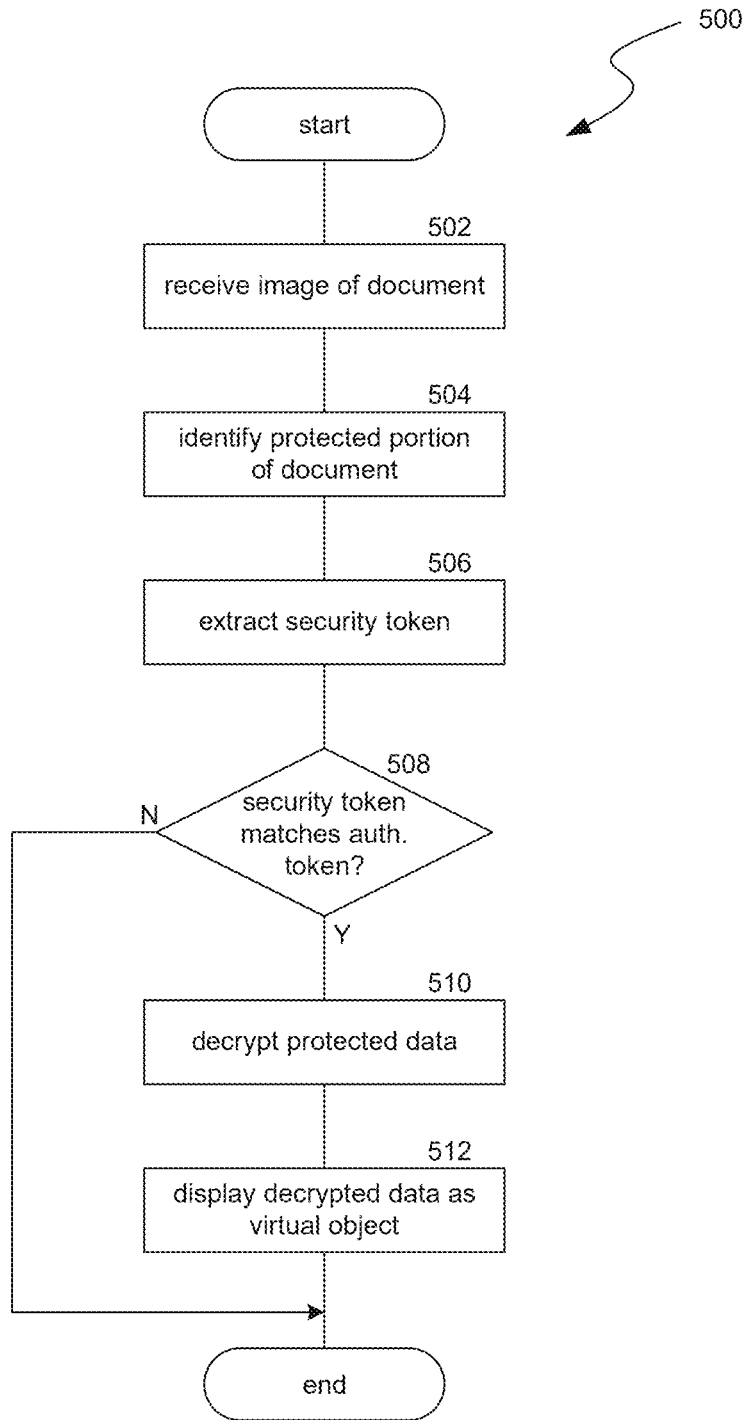 500
start
502
receive image of document
504
identify protected portion
of document
506
extract security token
508
N
security token
matches auth.
token?
Y
510
decrypt protected data
512
display decrypted data as
virtual object
end